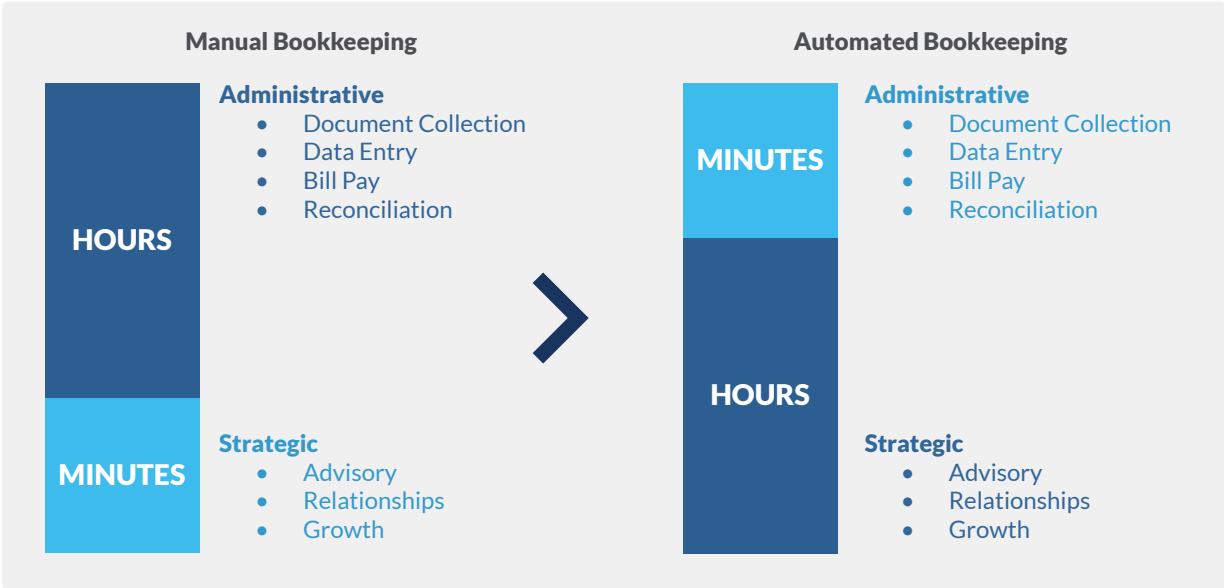 Manual Bookkeeping
HOURS
MINUTES
Administrative
• Document Collection
• Data Entry
• Bill Pay
• Reconciliation
Strategic
• Advisory
• Relationships
• Growth
Automated Bookkeeping
MINUTES
HOURS
Administrative
• Document Collection
• Data Entry
• Bill Pay
• Reconciliation
Strategic
• Advisory
• Relationships
• Growth